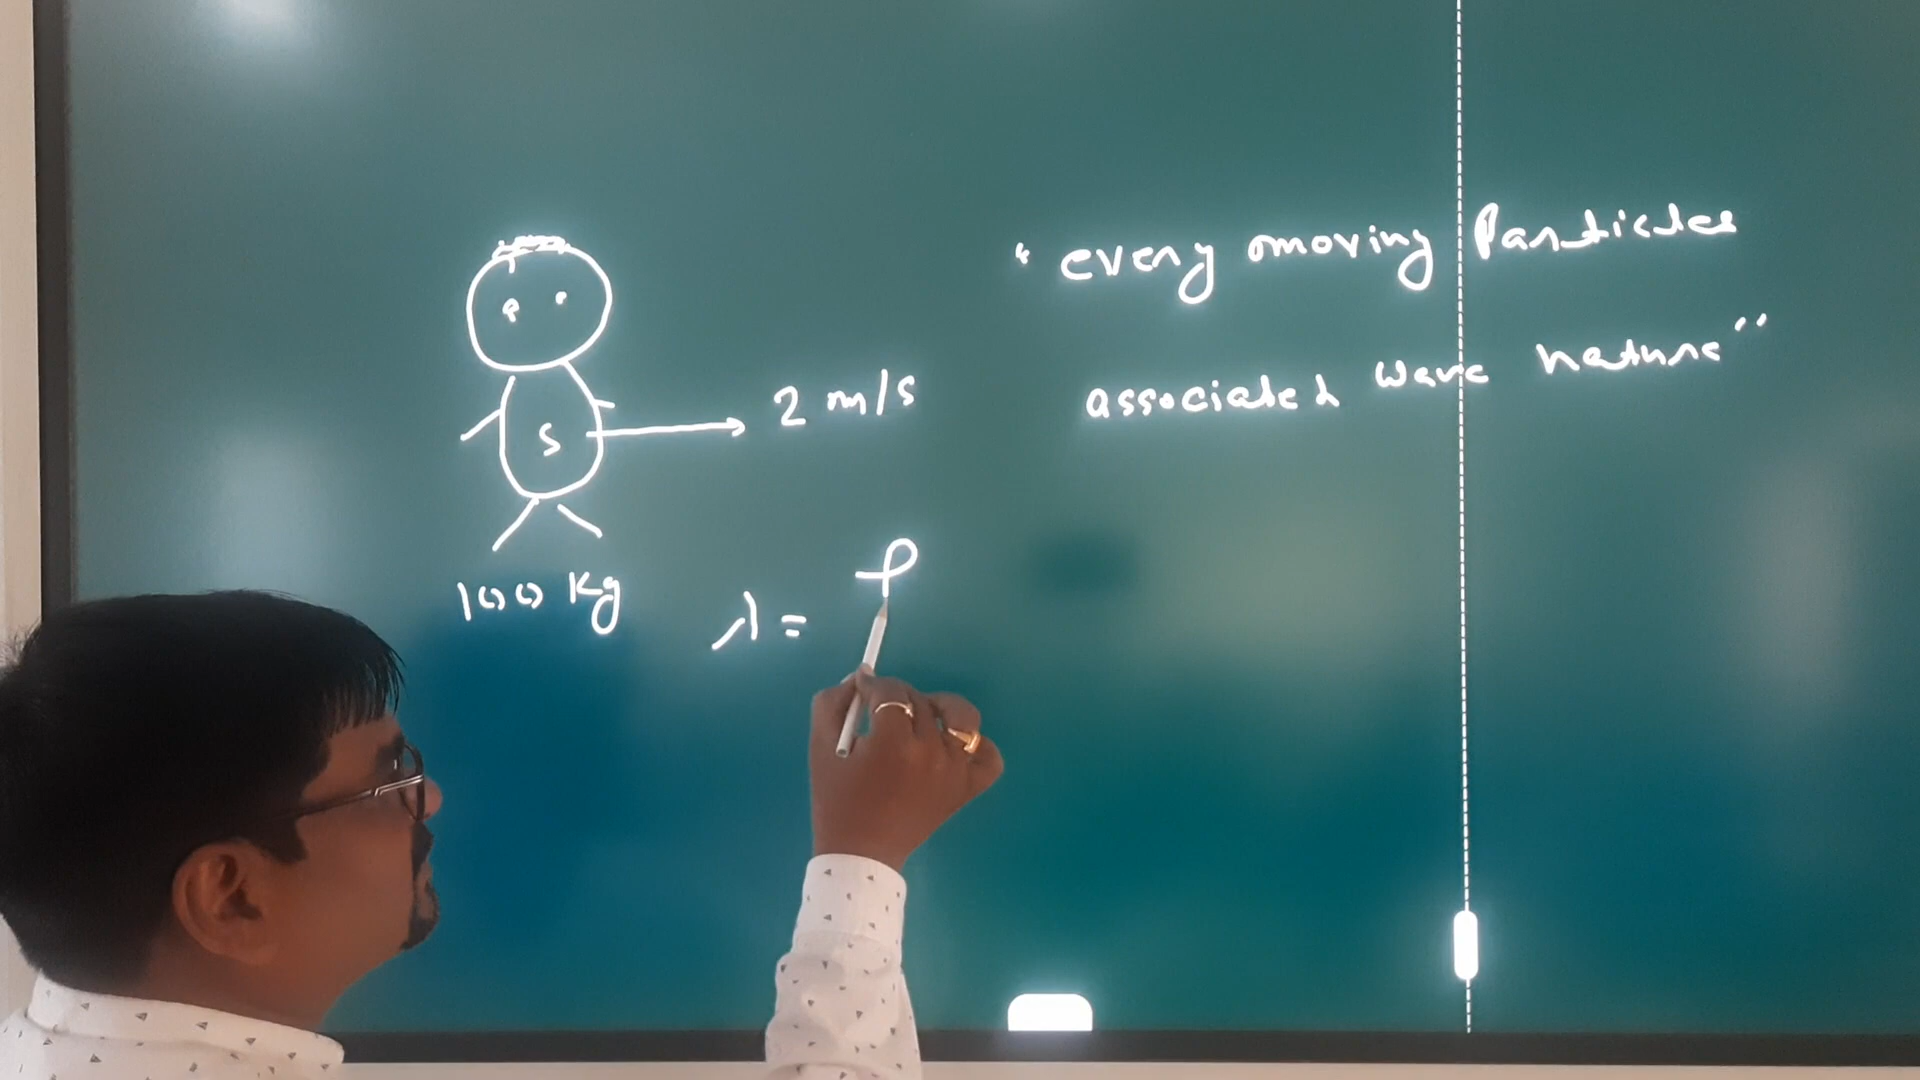 "every moving Particles
associated wave nature"
S
2 m/s
100 Kg
λ =